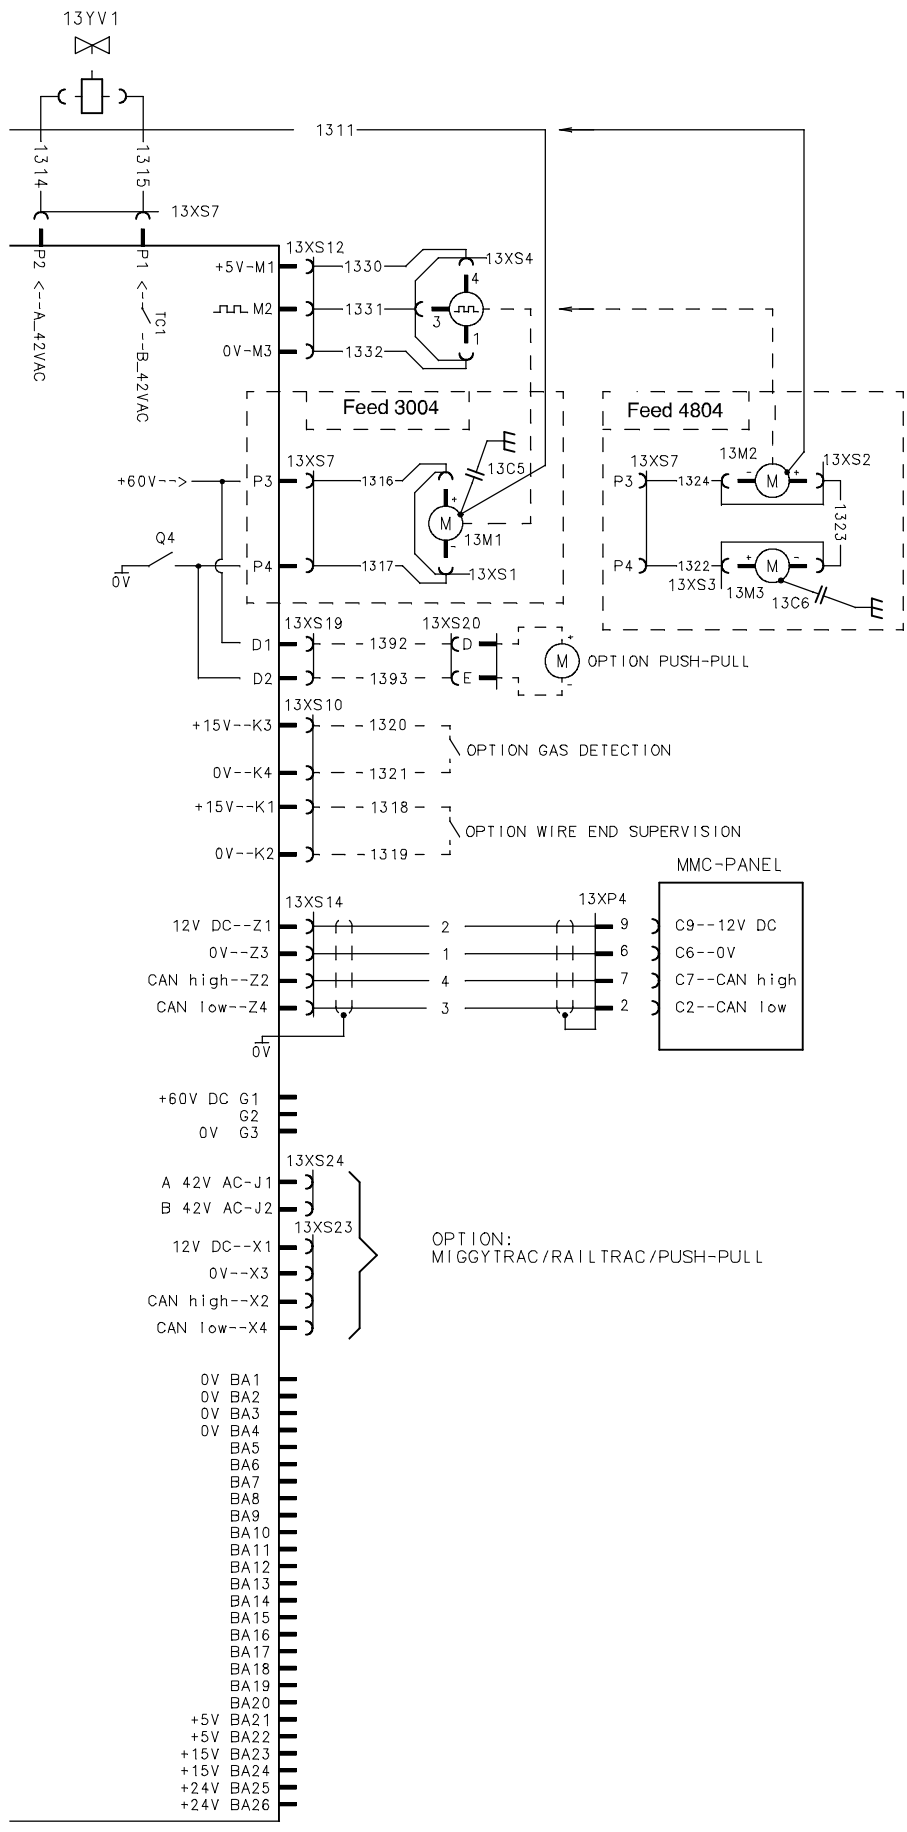 13YV1
1311
1314
1315
13XS7
P2 <--A_42VAC
P1 <-- --B_42VAC
TC1
13XS12
+5V-M1
1330
13XS4
4
M2
1331
3
0V-M3
1332
1
Feed 3004
Feed 4804
+60V-->
P3
13XS7
1316
13C5
+
M
13M1
-
Q4
0V
P4
1317
13XS1
13XS7
P3
1324
13M2
-
M
+
13XS2
1323
P4
1322
13XS3
+
M
-
13M3
13C6
13XS19
13XS20
D1
1392
D
+
M
OPTION PUSH-PULL
D2
1393
E
-
13XS10
+15V--K3
1320
OPTION GAS DETECTION
0V--K4
1321
+15V--K1
1318
OPTION WIRE END SUPERVISION
0V--K2
1319
MMC-PANEL
13XS14
13XP4
12V DC--Z1
2
9
C9--12V DC
0V--Z3
1
6
C6--0V
CAN high--Z2
4
7
C7--CAN high
CAN low--Z4
3
2
C2--CAN low
0V
+60V DC G1
G2
0V G3
13XS24
A 42V AC-J1
B 42V AC-J2
13XS23
12V DC--X1
0V--X3
CAN high--X2
CAN low--X4
OPTION:
MIGGYTRAC/RAILTRAC/PUSH-PULL
0V BA1
0V BA2
0V BA3
0V BA4
BA5
BA6
BA7
BA8
BA9
BA10
BA11
BA12
BA13
BA14
BA15
BA16
BA17
BA18
BA19
BA20
+5V BA21
+5V BA22
+15V BA23
+15V BA24
+24V BA25
+24V BA26